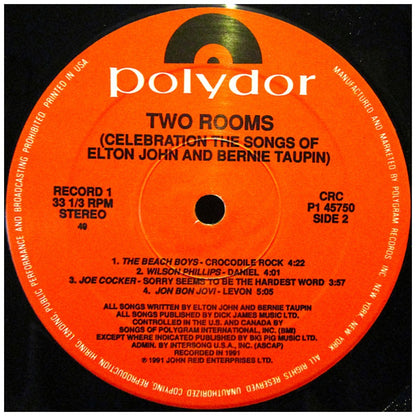 polydor
TWO ROOMS
(CELEBRATION THE SONGS OF
ELTON JOHN AND BERNIE TAUPIN)
RECORD 1
33 1/3 RPM
STEREO
49
CRC
P1 45750
SIDE 2
1. THE BEACH BOYS - CROCODILE ROCK 4:22
2. WILSON PHILLIPS - DANIEL 4:01
3. JOE COCKER - SORRY SEEMS TO BE THE HARDEST WORD 3:57
4. JON BON JOVI - LEVON 5:05
ALL SONGS WRITTEN BY ELTON JOHN AND BERNIE TAUPIN
ALL SONGS PUBLISHED BY DICK JAMES MUSIC LTD.
CONTROLLED IN THE U.S. AND CANADA BY
SONGS OF POLYGRAM INTERNATIONAL, INC. (BMI)
EXCEPT WHERE INDICATED PUBLISHED BY BIG PIG MUSIC LTD.
ADMIN. BY INTERSONG U.S.A., INC. (ASCAP)
RECORDED IN 1991
℗ 1991 JOHN REID ENTERPRISES LTD.
MANUFACTURED AND MARKETED BY POLYGRAM RECORDS, INC. NEW YORK, NEW YORK. ALL RIGHTS RESERVED. UNAUTHORIZED COPYING, REPRODUCTION, HIRING, LENDING, PUBLIC PERFORMANCE AND BROADCASTING PROHIBITED. PRINTED IN USA